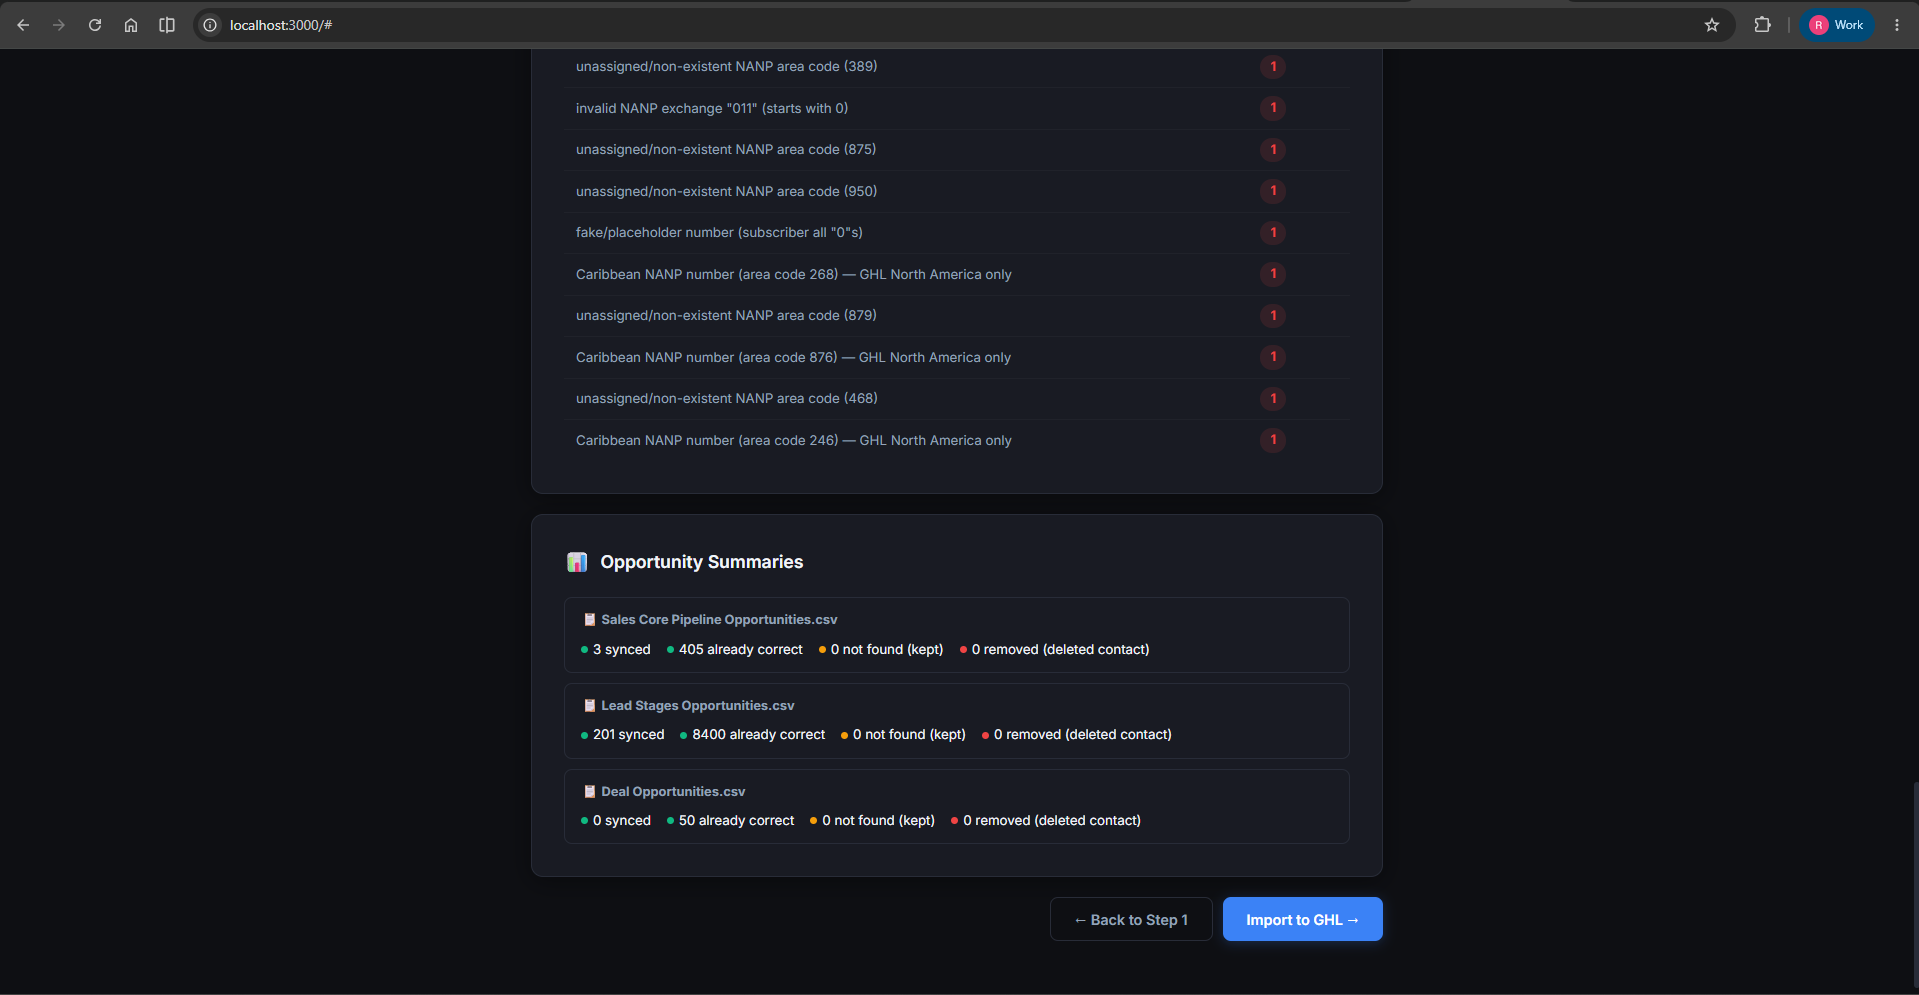 localhost:3000/#
R Work
unassigned/non-existent NANP area code (389) 1
invalid NANP exchange "011" (starts with 0) 1
unassigned/non-existent NANP area code (875) 1
unassigned/non-existent NANP area code (950) 1
fake/placeholder number (subscriber all "0"s) 1
Caribbean NANP number (area code 268) — GHL North America only 1
unassigned/non-existent NANP area code (879) 1
Caribbean NANP number (area code 876) — GHL North America only 1
unassigned/non-existent NANP area code (468) 1
Caribbean NANP number (area code 246) — GHL North America only 1
Opportunity Summaries
Sales Core Pipeline Opportunities.csv
3 synced 405 already correct 0 not found (kept) 0 removed (deleted contact)
Lead Stages Opportunities.csv
201 synced 8400 already correct 0 not found (kept) 0 removed (deleted contact)
Deal Opportunities.csv
0 synced 50 already correct 0 not found (kept) 0 removed (deleted contact)
← Back to Step 1 Import to GHL →